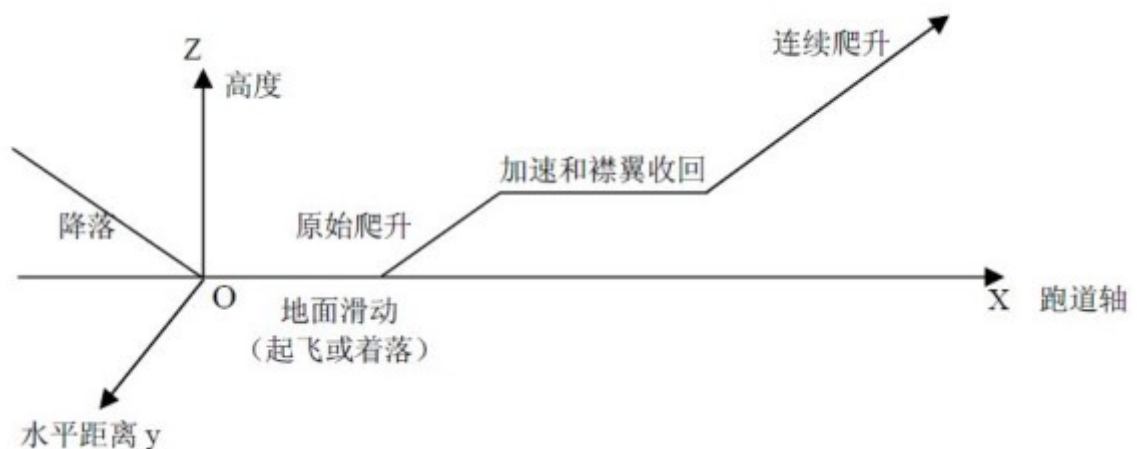 连续爬升
Z
高度
加速和襟翼收回
降落
原始爬升
O
X 跑道轴
地面滑动
（起飞或着落）
水平距离 y